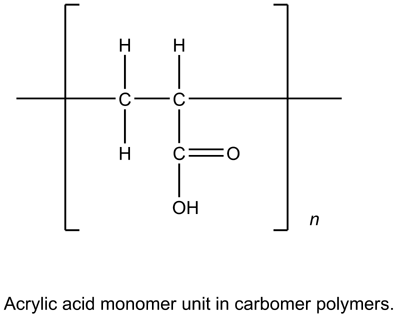 H H
C C
H C O
OH
n
Acrylic acid monomer unit in carbomer polymers.